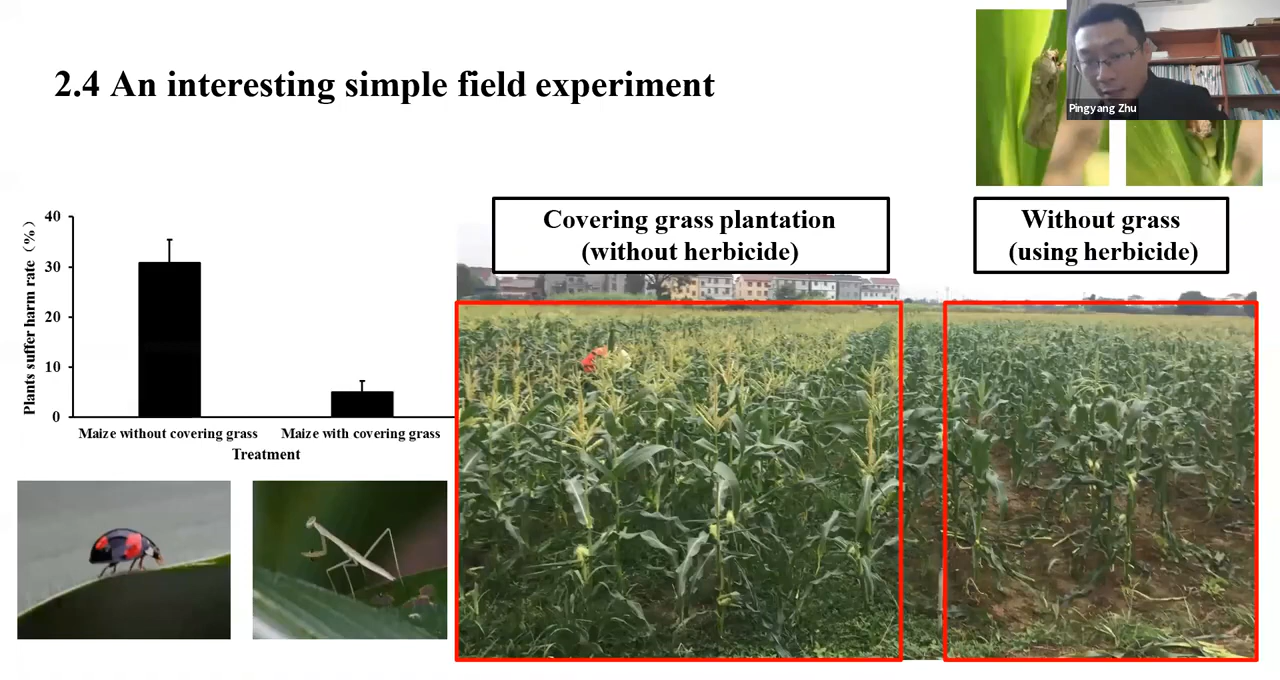 2.4 An interesting simple field experiment
Pingyang Zhu
Covering grass plantation
(without herbicide)
Without grass
(using herbicide)
Plants suffer harm rate（%）
40
30
20
10
0
Maize without covering grass
Maize with covering grass
Treatment